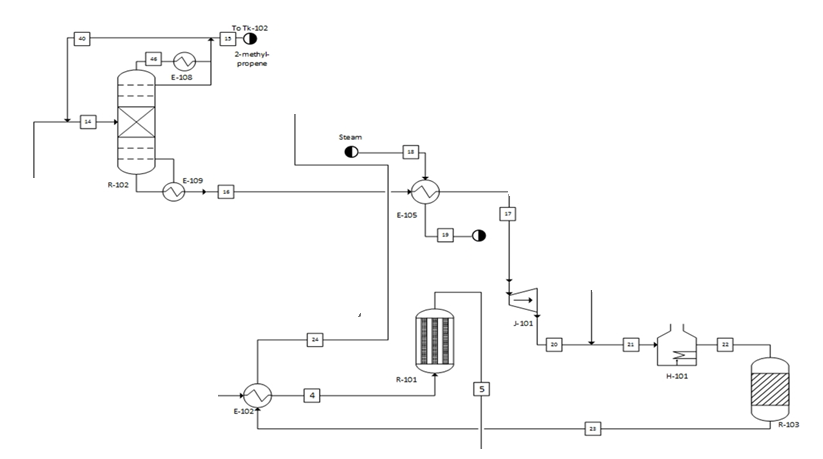 To Tk-102
40
15
46
2-methyl-
propene
E-108
14
Steam
18
E-109
R-102
16
E-105
17
19
J-101
24
20
21
22
H-101
R-101
4
5
E-102
R-103
23